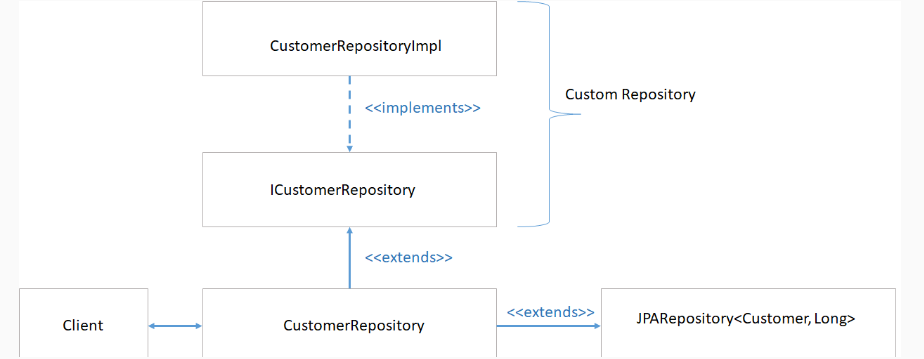 CustomerRepositoryImpl
<<implements>>
Custom Repository
ICustomerRepository
<<extends>>
Client
CustomerRepository
<<extends>>
JPARepository<Customer, Long>